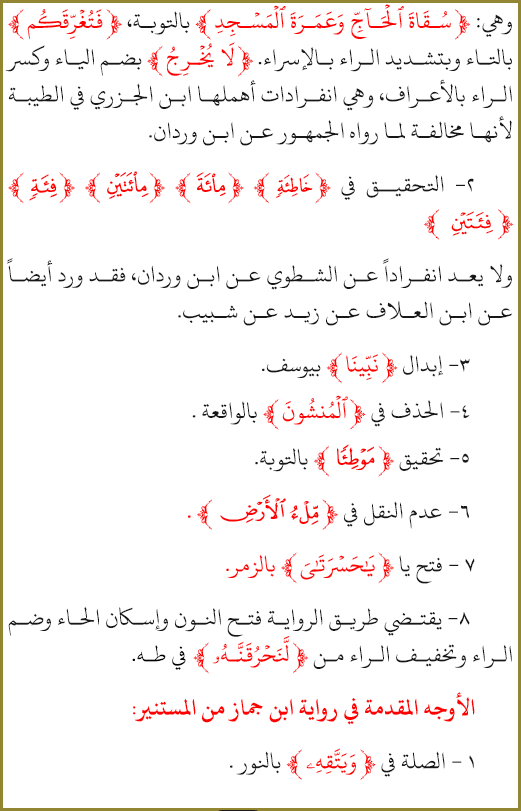 وهي: ﴿ سُقَاةَ ٱلْحَآجِّ وَعَمَرَةَ ٱلْمَسْجِدِ ﴾ بالتوبة، ﴿ فَتُغْرِّقَكُم ﴾
بالتاء وبتشديد الراء بالإسراء. ﴿ لَا يُخْرِجُ ﴾ بضم الياء وكسر
الراء بالأعراف، وهي انفرادات أهملها ابن الجزري في الطيبة
لأنها مخالفة لما رواه الجمهور عن ابن وردان.
٢- التحقيق في ﴿ خَاطِئَةٖ ﴾ ﴿ مِاْئَةَ ﴾ ﴿ مِاْئَتَيْنِ ﴾ ﴿ فِئَةٖ ﴾
﴿ فِئَتَيْنِ ﴾
ولا يعد انفراداً عن الشطوي عن ابن وردان، فقد ورد أيضاً
عن ابن العلاف عن زيد عن شبيب.
٣- إبدال ﴿ نَبِّينَا ﴾ بيوسف.
٤- الحذف في ﴿ ٱلْمُنشُونَ ﴾ بالواقعة .
٥- تحقيق ﴿ مَوْطِئًا ﴾ بالتوبة.
٦- عدم النقل في ﴿ مِّلْءُ ٱلْأَرْضِ ﴾ .
٧ - فتح يا ﴿ يَٰحَسْرَتَٰىَ ﴾ بالزمر.
٨- يقتضي طريق الرواية فتح النون وإسكان الحاء وضم
الراء وتخفيف الراء من ﴿ لَّنَحْرُقَنَّهُۥ ﴾ في طه.
الأوجه المقدمة في رواية ابن جماز من المستنير:
١ - الصلة في ﴿ وَيَتَّقِهِۦ ﴾ بالنور .